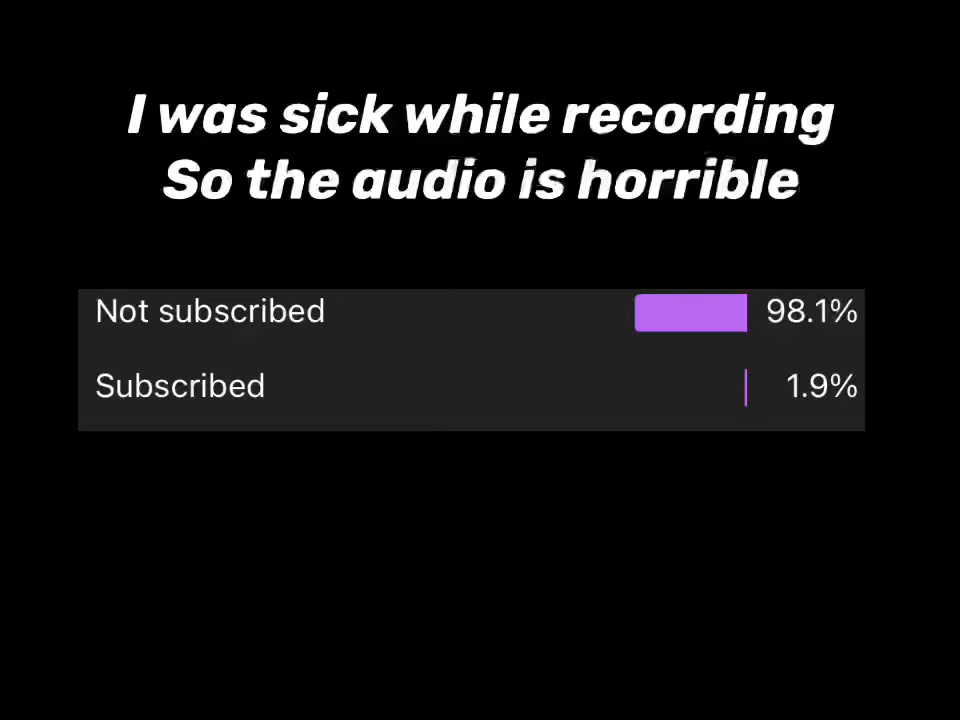 I was sick while recording
So the audio is horrible
Not subscribed 98.1%
Subscribed 1.9%